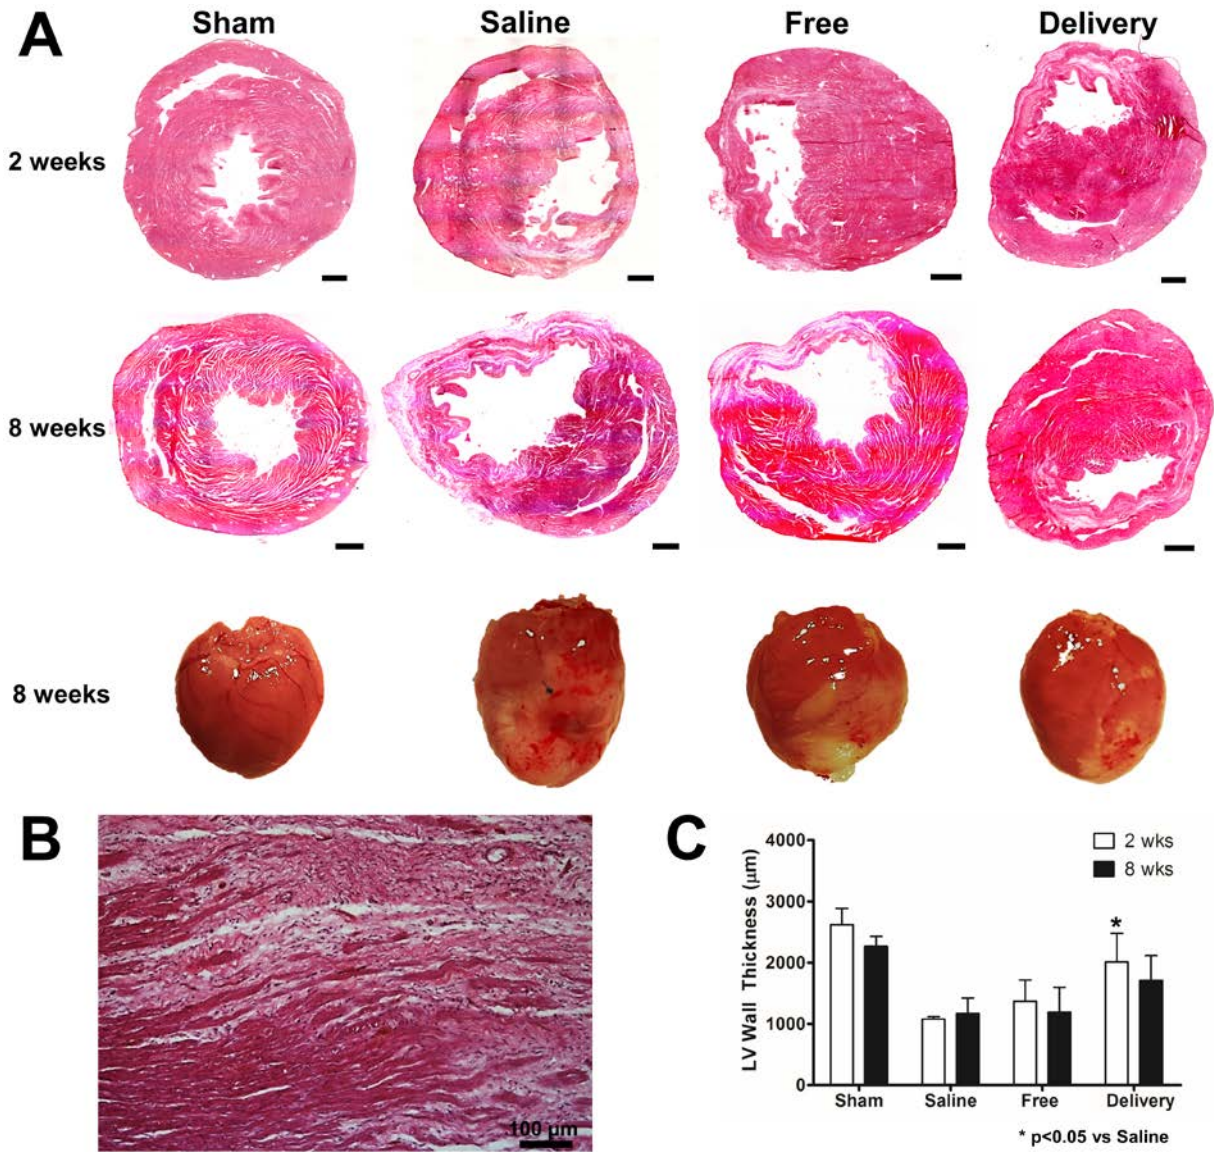 A
Sham Saline Free Delivery
2 weeks
8 weeks
8 weeks
B
100 μm
C
LV Wall Thickness (μm)
4000
3000
2000
1000
0
2 wks
8 wks
*
Sham Saline Free Delivery
* p<0.05 vs Saline